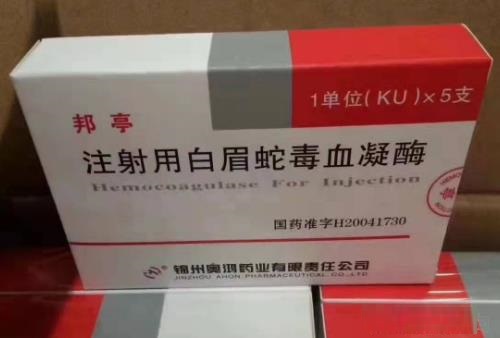 1单位(KU)×5支
邦亭
注射用白眉蛇毒血凝酶
Hemocoagulase For Injection
国药准字H20041730
锦州奥鸿药业有限责任公司
JINZHOU AHON PHARMACEUTICAL CO.,LTD